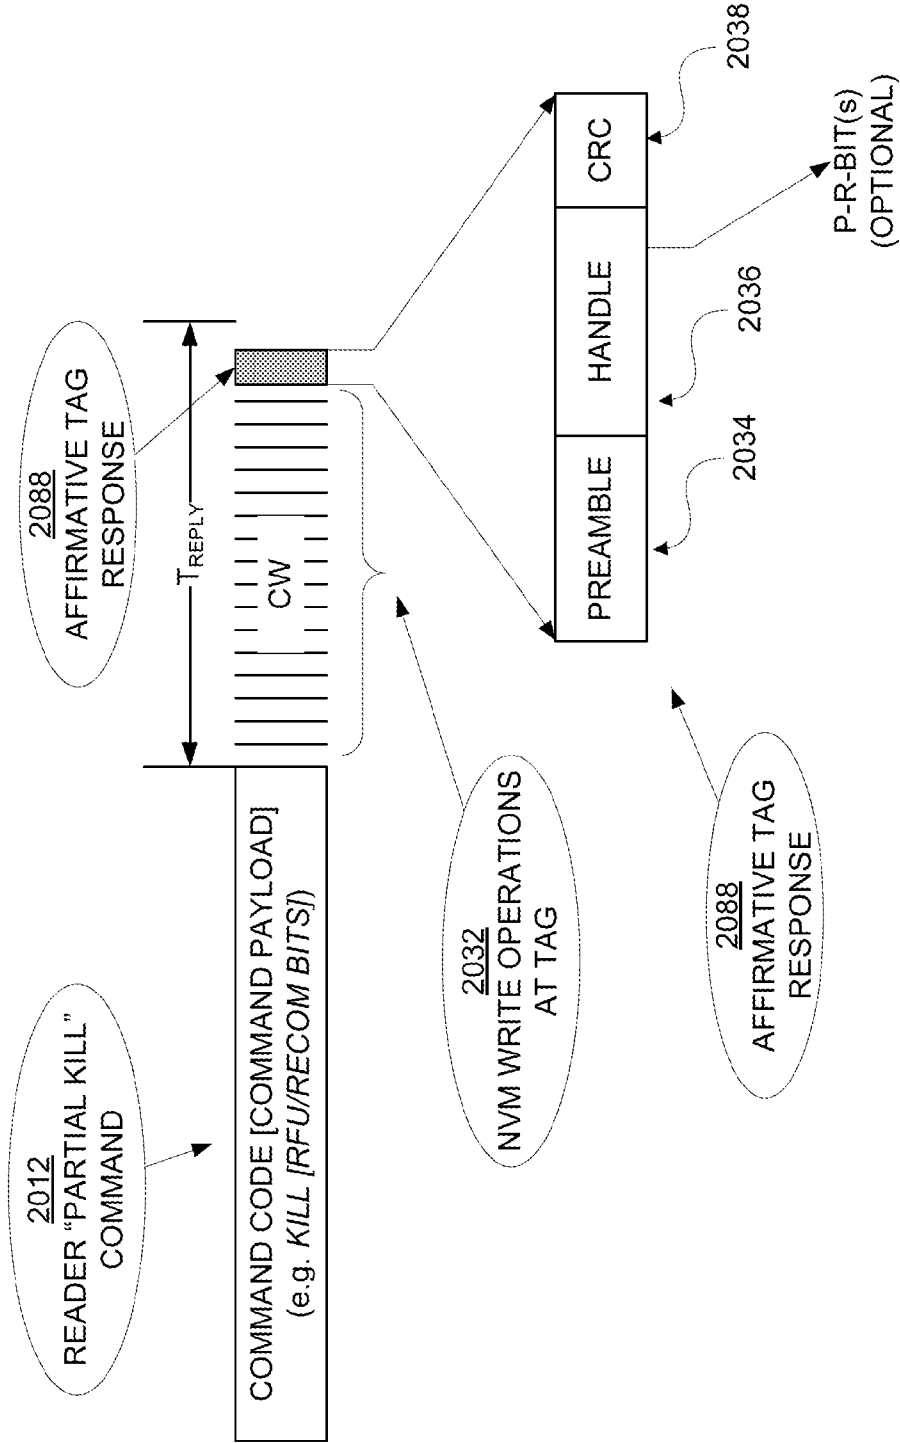 2012
READER “PARTIAL KILL”
COMMAND
2088
AFFIRMATIVE TAG
RESPONSE
TREPLY
COMMAND CODE [COMMAND PAYLOAD]
(e.g. KILL [RFU/RECOM BITS])
CW
2032
NVM WRITE OPERATIONS
AT TAG
PREAMBLE
HANDLE
CRC
2034
2036
2038
2088
AFFIRMATIVE TAG
RESPONSE
P-R-BIT(s)
(OPTIONAL)